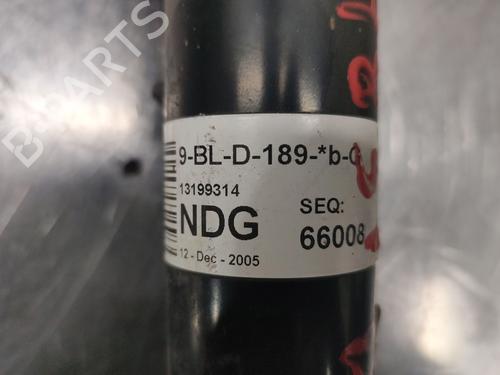 B-PARTS
9-BL-D-189-*b-G
13199314
NDG
SEQ:
66008
12 - Dec - 2005